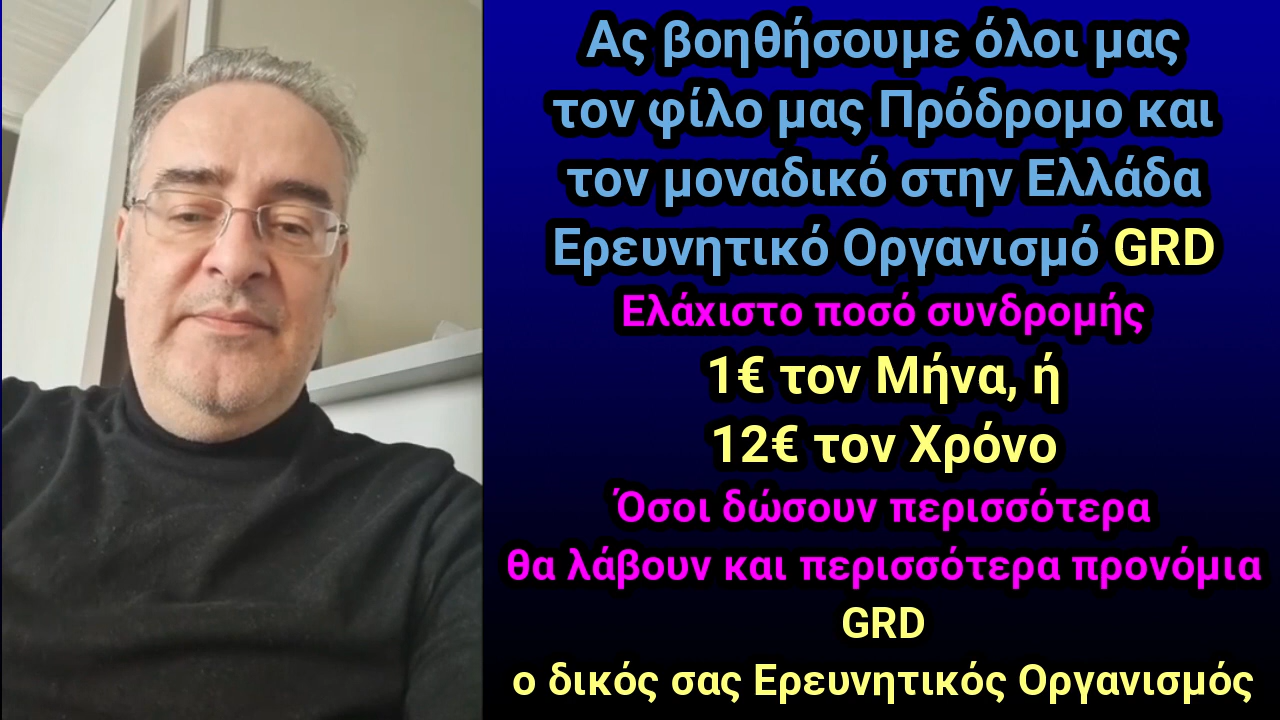 Ας βοηθήσουμε όλοι μας
τον φίλο μας Πρόδρομο και
τον μοναδικό στην Ελλάδα
Ερευνητικό Οργανισμό GRD
Ελάχιστο ποσό συνδρομής
1€ τον Μήνα, ή
12€ τον Χρόνο
Όσοι δώσουν περισσότερα
θα λάβουν και περισσότερα προνόμια
GRD
ο δικός σας Ερευνητικός Οργανισμός